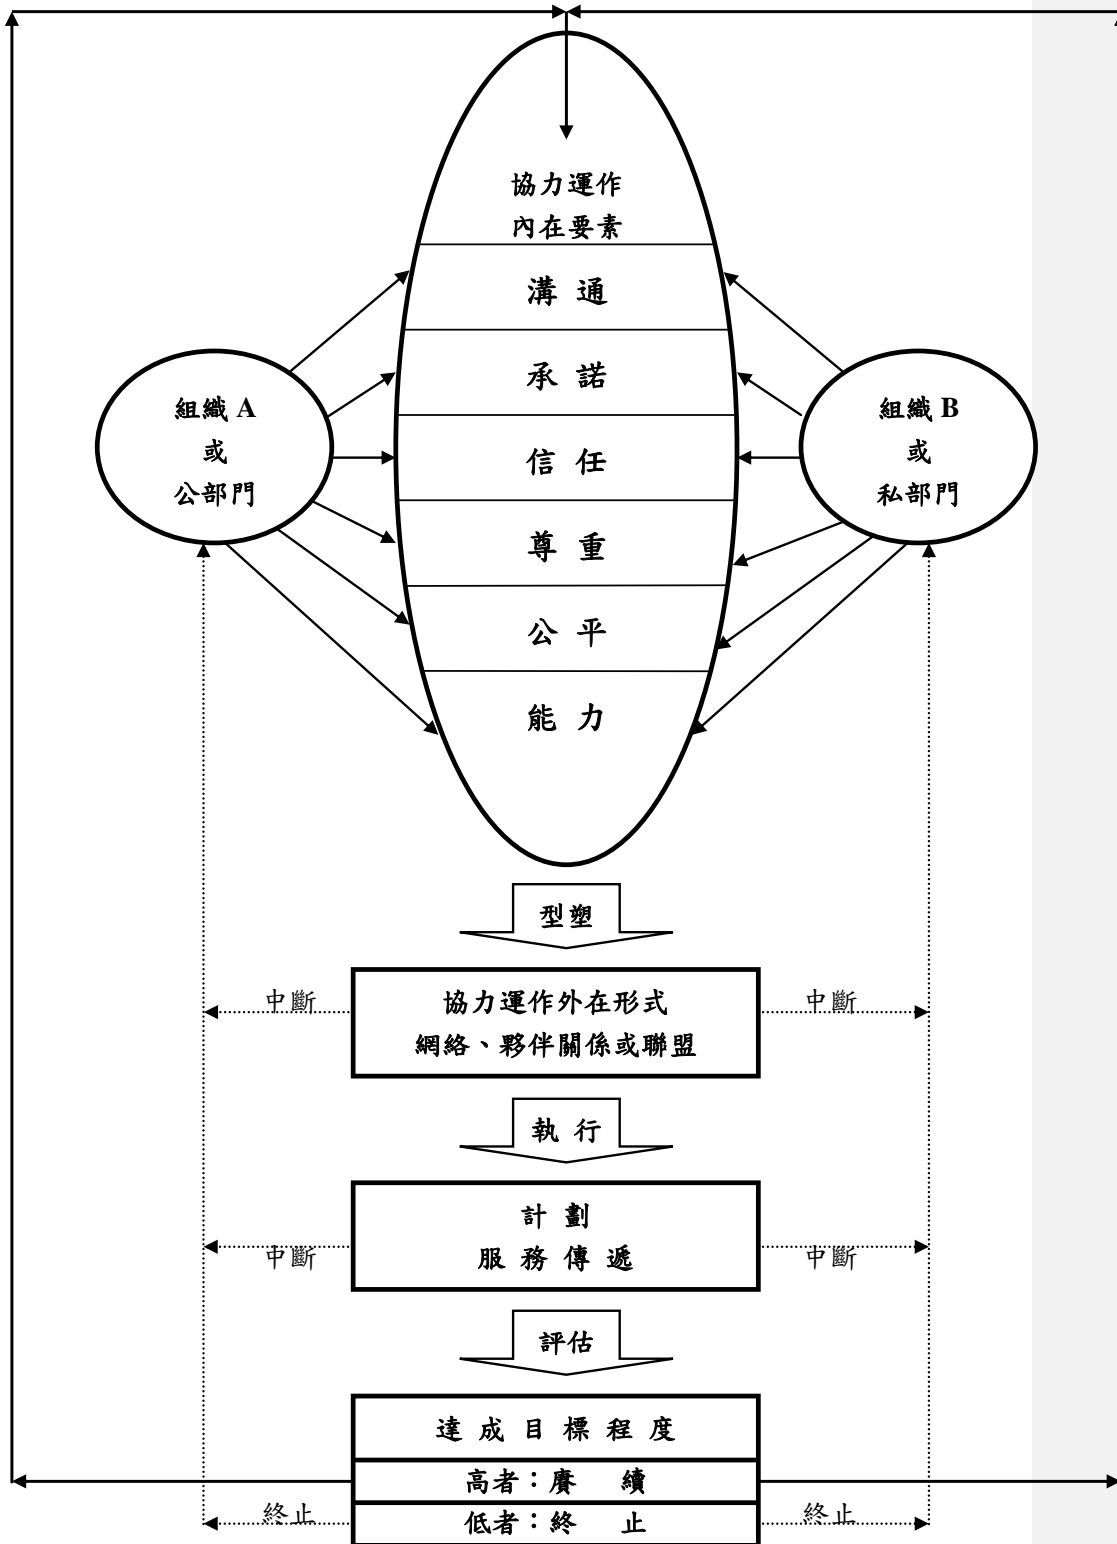 協力運作
內在要素
溝 通
承 諾
信 任
尊 重
公 平
能 力
組織 A
或
公部門
組織 B
或
私部門
型塑
協力運作外在形式
網絡、夥伴關係或聯盟
中斷
中斷
執 行
計 劃
服 務 傳 遞
中斷
中斷
評估
達 成 目 標 程 度
高者：賡 續
低者：終 止
終止
終止